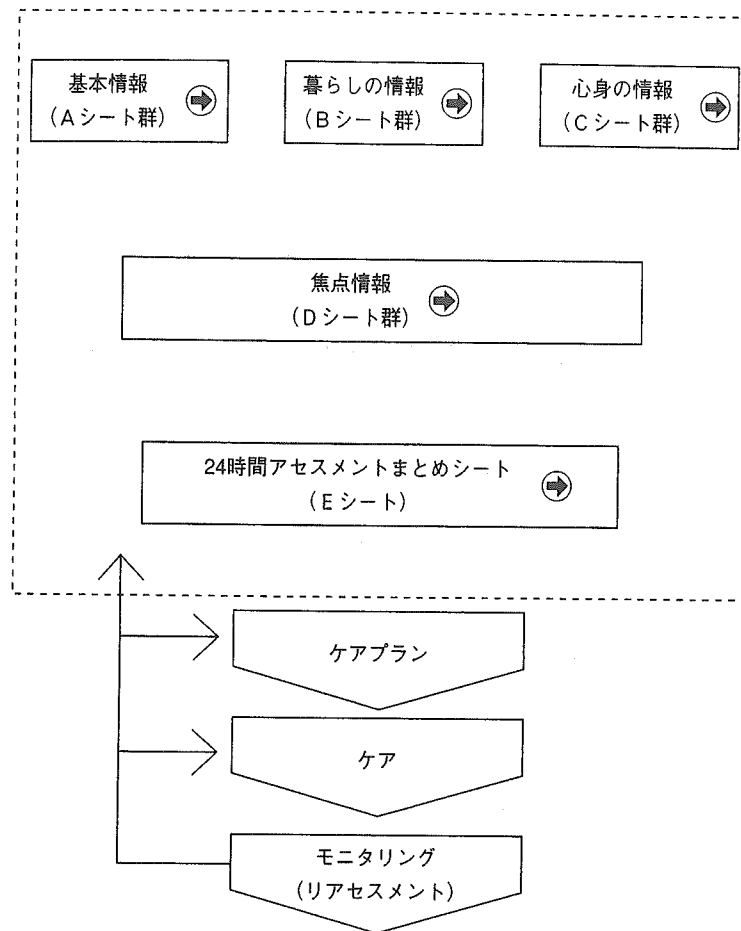 基本情報
(Aシート群)
暮らしの情報
(Bシート群)
心身の情報
(Cシート群)
焦点情報
(Dシート群)
24時間アセスメントまとめシート
(Eシート)
ケアプラン
ケア
モニタリング
(リアセスメント)